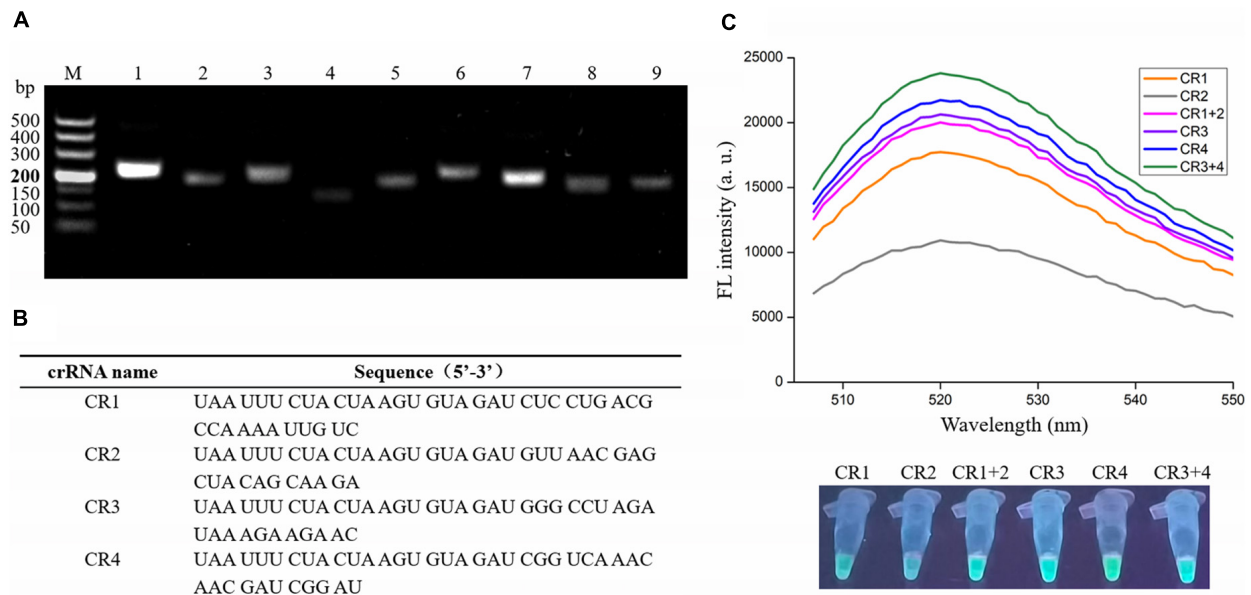 A
M 1 2 3 4 5 6 7 8 9
bp
500
400
300
200
150
100
50
B
crRNA name Sequence（5’-3’）
CR1 UAA UUU CUA CUA AGU GUA GAU CUC CUG ACG
CCA AAA UUG UC
CR2 UAA UUU CUA CUA AGU GUA GAU GUU AAC GAG
CUA CAG CAA GA
CR3 UAA UUU CUA CUA AGU GUA GAU GGG CCU AGA
UAA AGA AGA AC
CR4 UAA UUU CUA CUA AGU GUA GAU CGG UCA AAC
AAC GAU CGG AU
C
25000
20000
15000
10000
5000
0
FL intensity (a. u.)
510 520 530 540 550
Wavelength (nm)
CR1
CR2
CR1+2
CR3
CR4
CR3+4
CR1 CR2 CR1+2 CR3 CR4 CR3+4